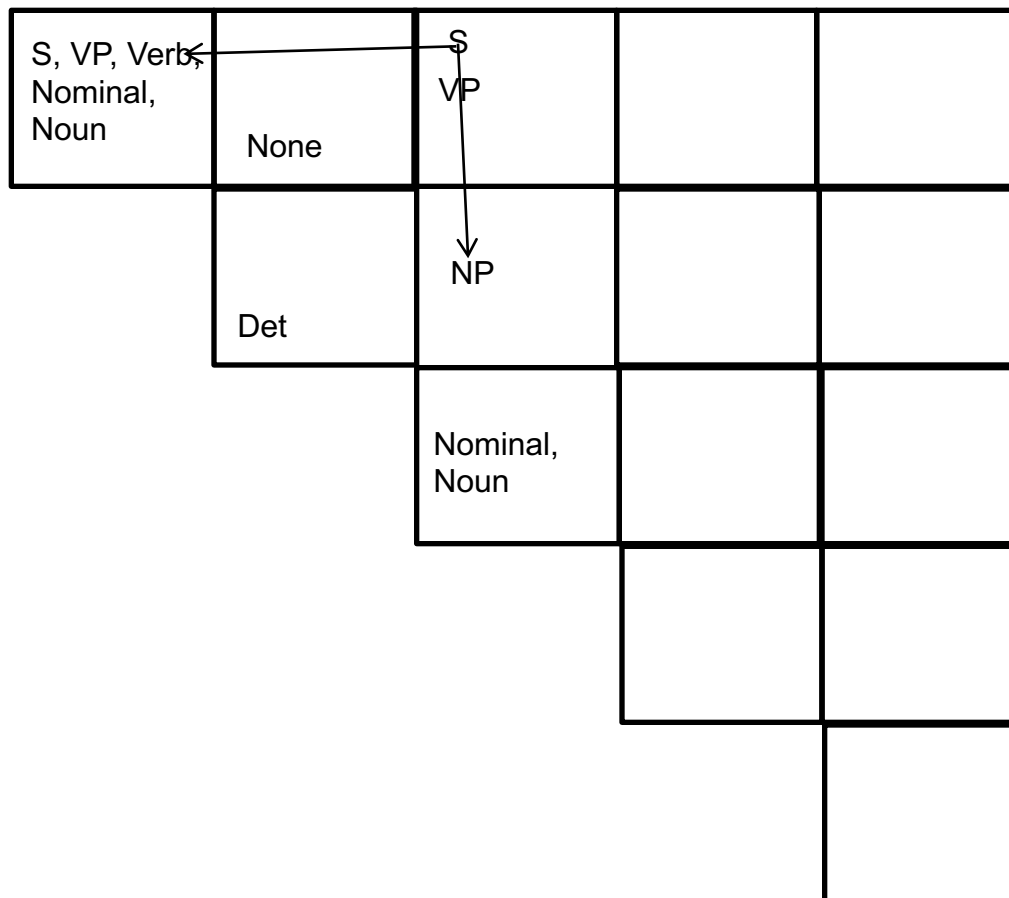 S, VP, Verb,
Nominal,
Noun
None
S
VP
Det
NP
Nominal,
Noun